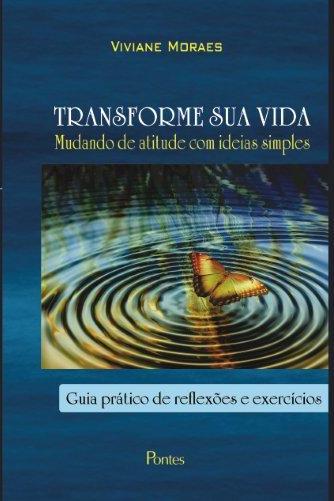 VIVIANE MORAES
TRANSFORME SUA VIDA
Mudando de atitude com ideias simples
Guia prático de reflexões e exercícios
Pontes